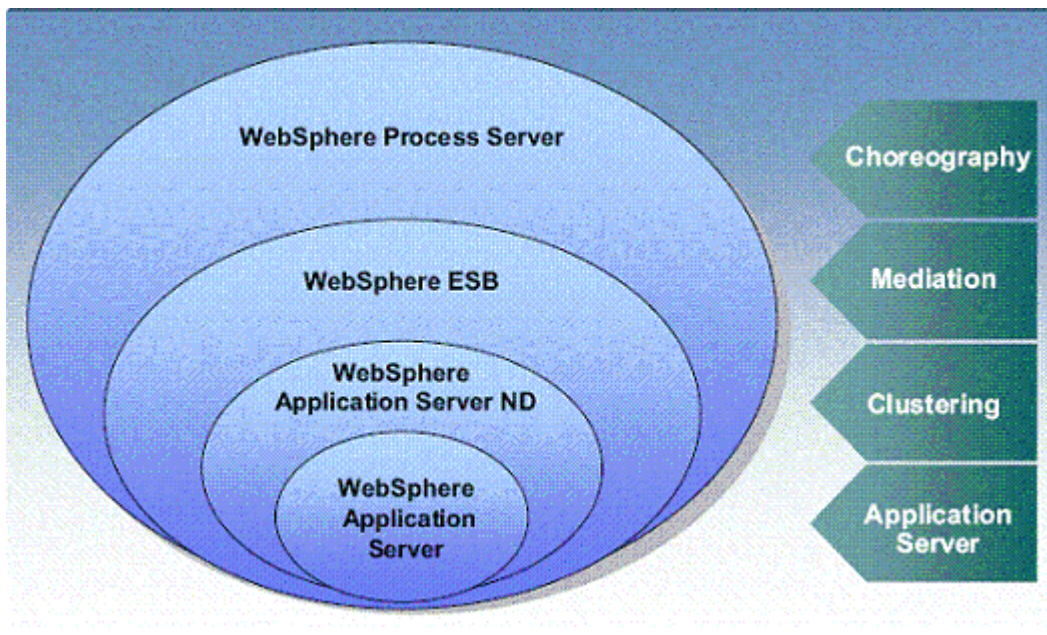 WebSphere Process Server
Choreography
WebSphere ESB
Mediation
WebSphere
Application Server ND
Clustering
WebSphere
Application
Server
Application
Server